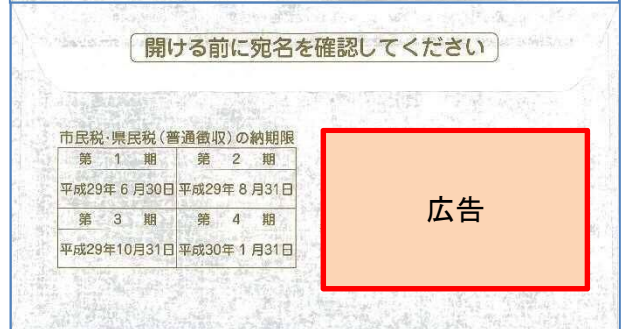 開ける前に宛名を確認してください
市民税・県民税(普通徴収)の納期限
第 1 期 第 2 期
平成29年 6 月30日 平成29年 8 月31日
第 3 期 第 4 期
平成29年10月31日 平成30年 1 月31日
広告